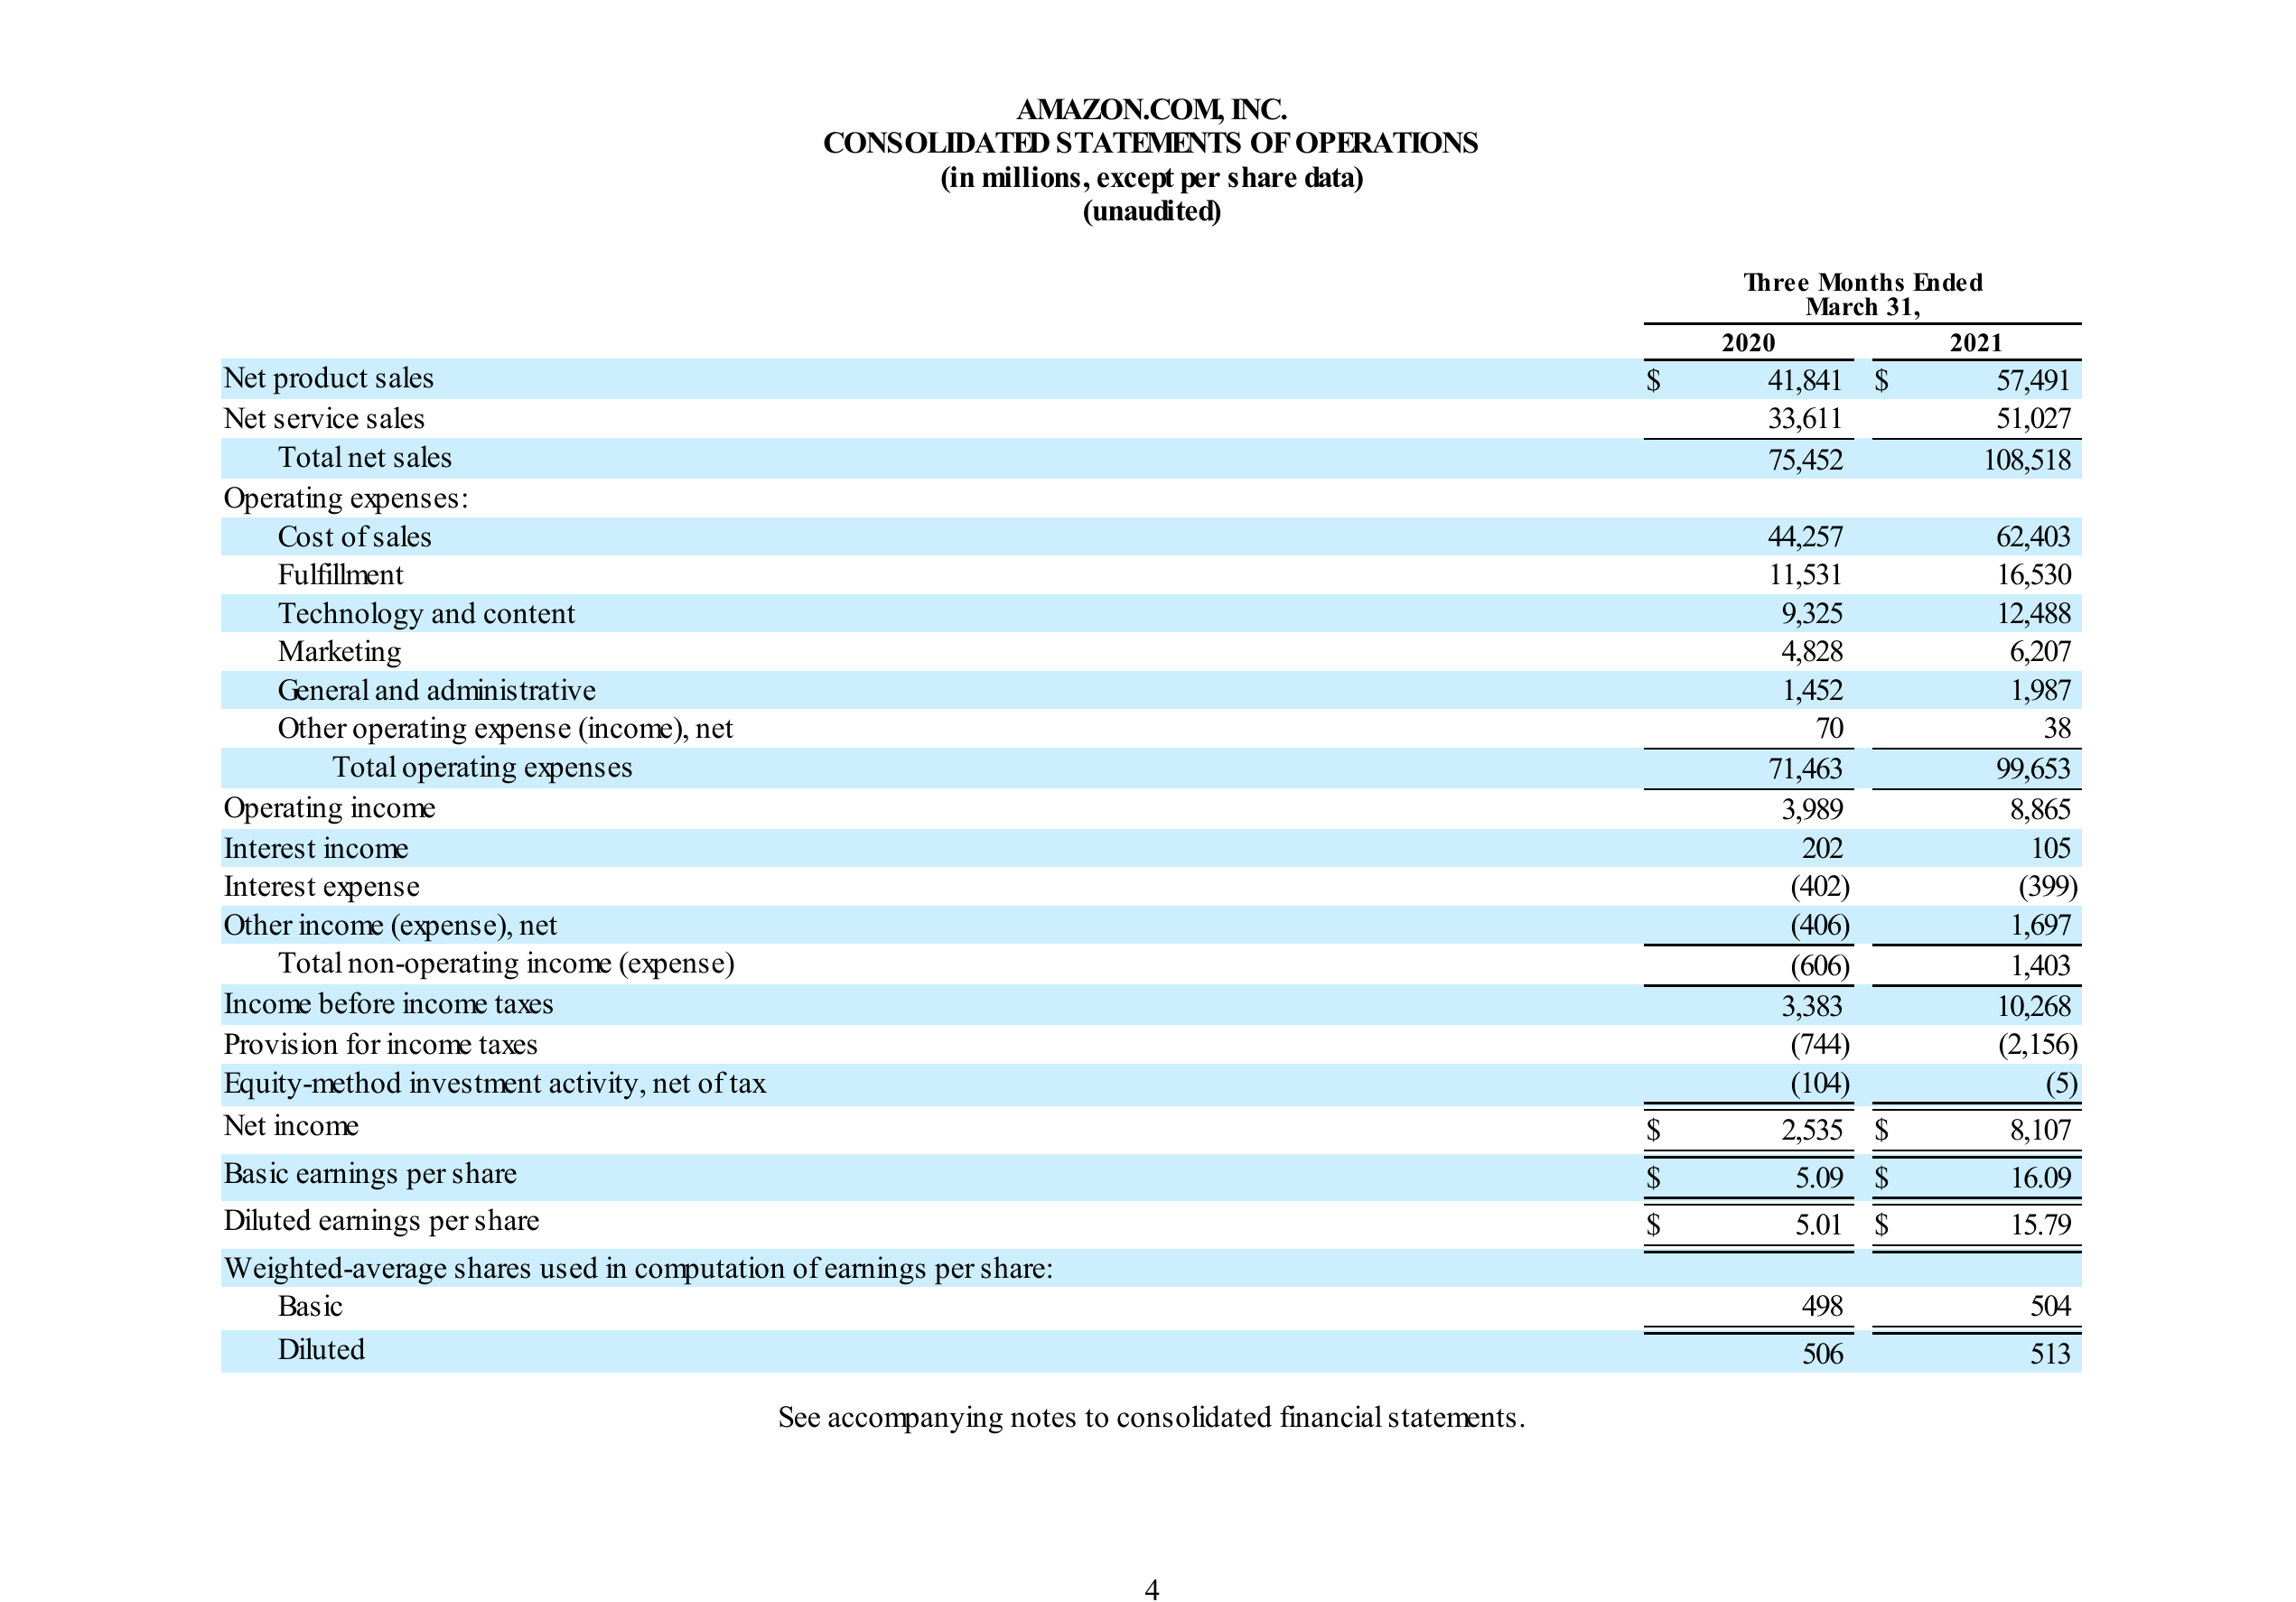 AMAZON.COM, INC.
CONSOLIDATED STATEMENTS OF OPERATIONS
(in millions, except per share data)
(unaudited)
Three Months Ended
March 31,
2020 2021
Net product sales $ 41,841 $ 57,491
Net service sales 33,611 51,027
Total net sales 75,452 108,518
Operating expenses:
Cost of sales 44,257 62,403
Fulfillment 11,531 16,530
Technology and content 9,325 12,488
Marketing 4,828 6,207
General and administrative 1,452 1,987
Other operating expense (income), net 70 38
Total operating expenses 71,463 99,653
Operating income 3,989 8,865
Interest income 202 105
Interest expense (402) (399)
Other income (expense), net (406) 1,697
Total non-operating income (expense) (606) 1,403
Income before income taxes 3,383 10,268
Provision for income taxes (744) (2,156)
Equity-method investment activity, net of tax (104) (5)
Net income $ 2,535 $ 8,107
Basic earnings per share $ 5.09 $ 16.09
Diluted earnings per share $ 5.01 $ 15.79
Weighted-average shares used in computation of earnings per share:
Basic 498 504
Diluted 506 513
See accompanying notes to consolidated financial statements.
4